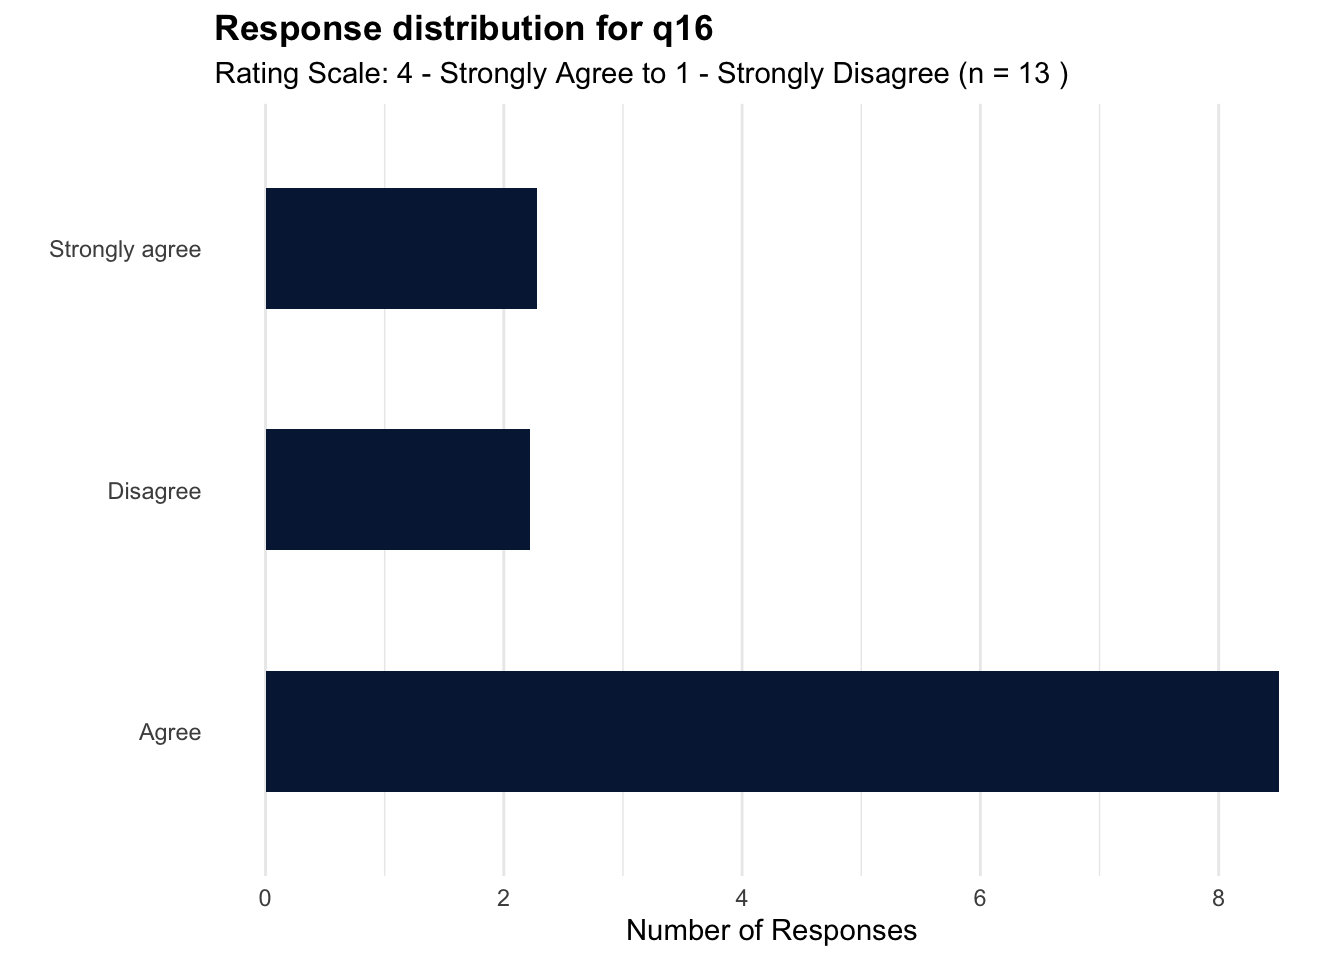 Response distribution for q16
Rating Scale: 4 - Strongly Agree to 1 - Strongly Disagree (n = 13 )
Strongly agree
Disagree
Agree
0 2 4 6 8
Number of Responses